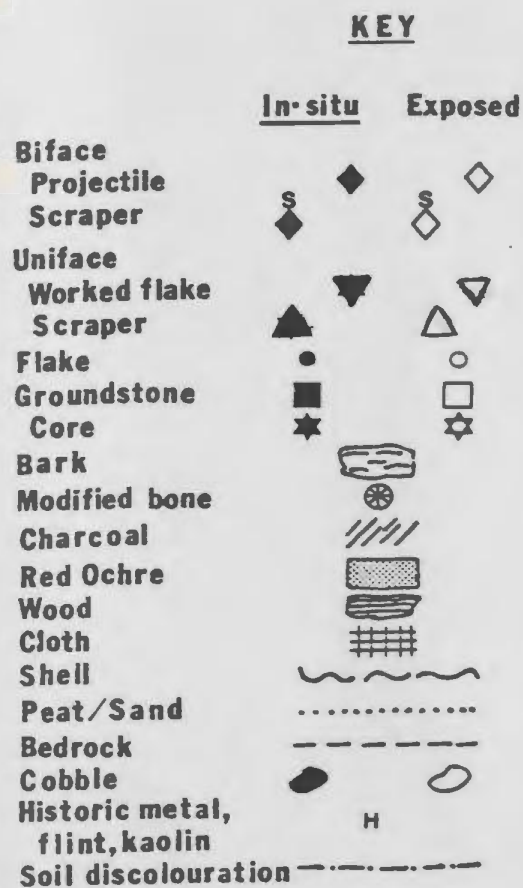 KEY
In-situ Exposed
Biface
Projectile
S S
Scraper
Uniface
Worked flake
Scraper
Flake
Groundstone
Core
Bark
Modified bone
Charcoal
Red Ochre
Wood
Cloth
Shell
Peat/Sand
Bedrock
Cobble
Historic metal,
H
flint, kaolin
Soil discolouration